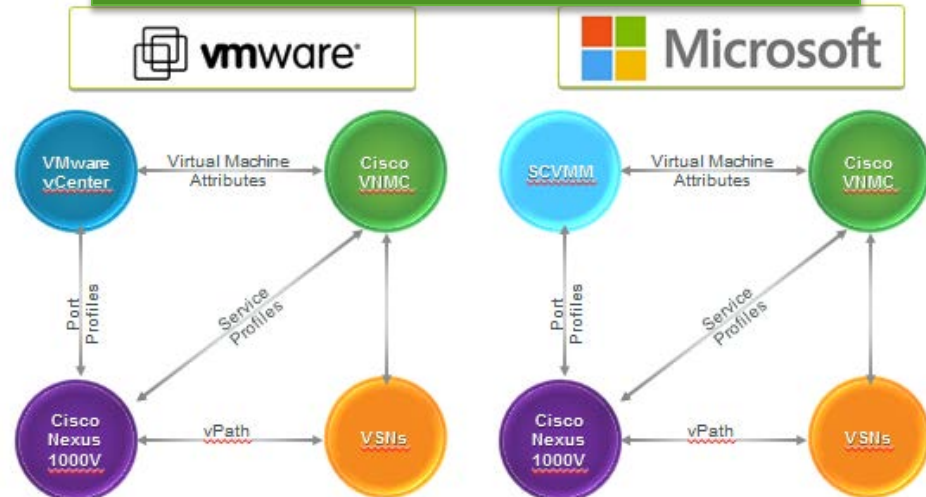 vmware
Microsoft
VMware
vCenter
Virtual Machine
Attributes
Cisco
VNMC
Port
Profiles
Service
Profiles
Cisco
Nexus
1000V
vPath
VSNs
SCVMM
Virtual Machine
Attributes
Cisco
VNMC
Port
Profiles
Service
Profiles
Cisco
Nexus
1000V
vPath
VSNs